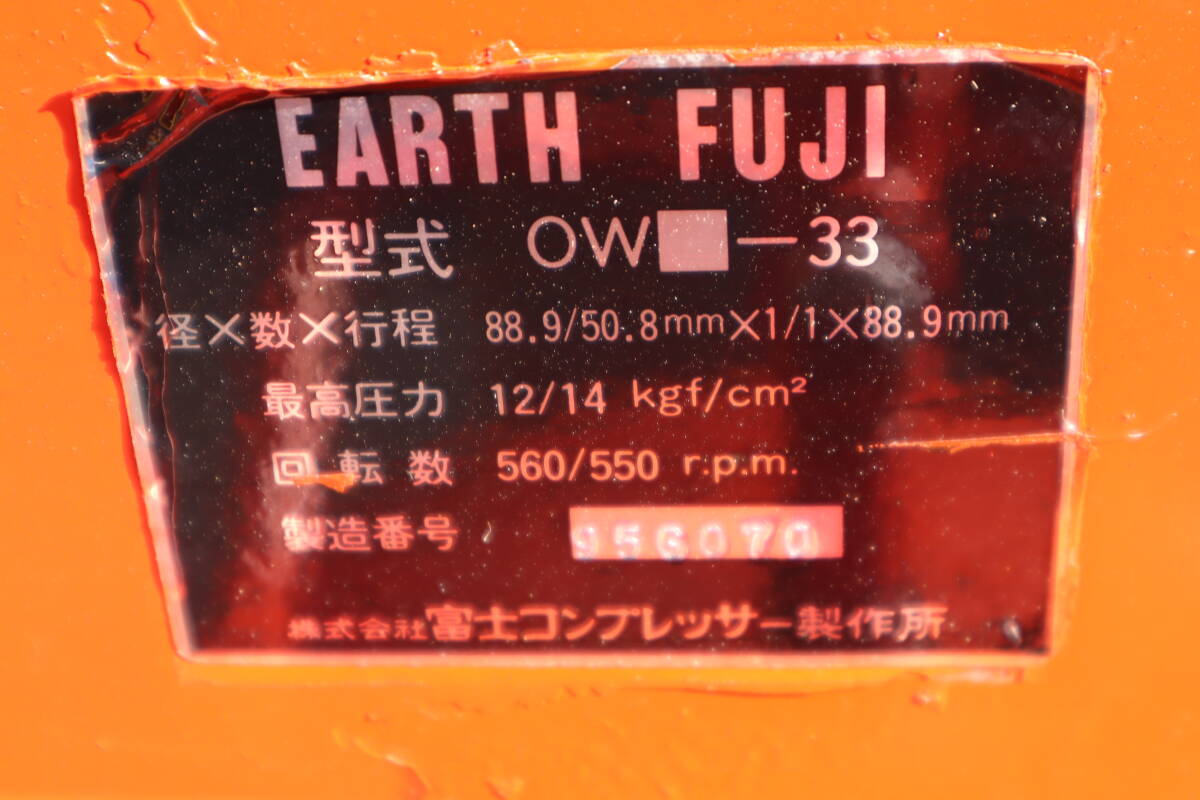 EARTH FUJI
型式 OW■-33
径×数×行程 88.9/50.8mm×1/1×88.9mm
最高圧力 12/14 kgf/cm²
回転数 560/550 r.p.m.
製造番号 956070
株式会社富士コンプレッサー製作所